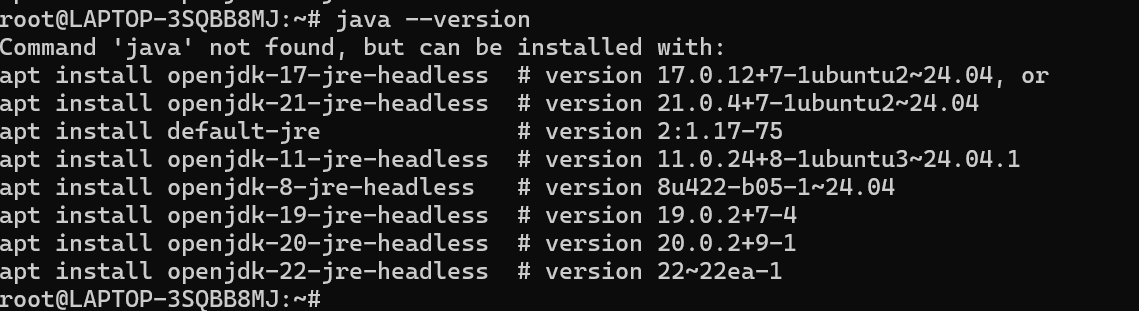 root@LAPTOP-3SQBB8MJ:~# java --version
Command 'java' not found, but can be installed with:
apt install openjdk-17-jre-headless  # version 17.0.12+7-1ubuntu2~24.04, or
apt install openjdk-21-jre-headless  # version 21.0.4+7-1ubuntu2~24.04
apt install default-jre              # version 2:1.17-75
apt install openjdk-11-jre-headless  # version 11.0.24+8-1ubuntu3~24.04.1
apt install openjdk-8-jre-headless   # version 8u422-b05-1~24.04
apt install openjdk-19-jre-headless  # version 19.0.2+7-4
apt install openjdk-20-jre-headless  # version 20.0.2+9-1
apt install openjdk-22-jre-headless  # version 22~22ea-1
root@LAPTOP-3SQBB8MJ:~#